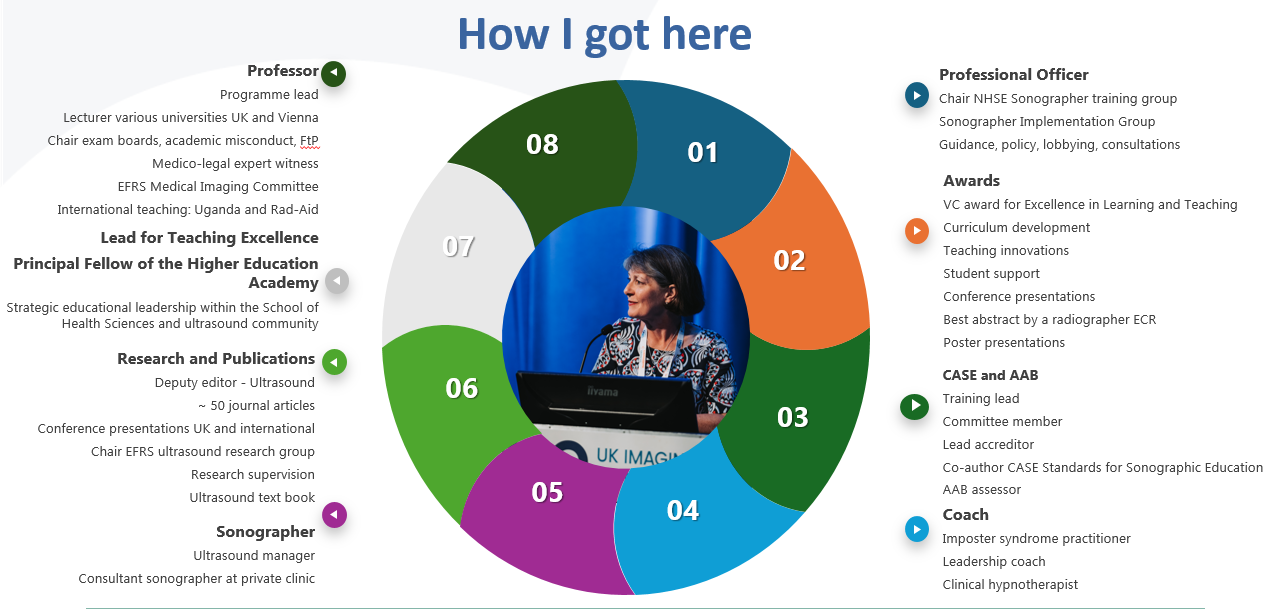 How I got here
Professor
Programme lead
Lecturer various universities UK and Vienna
Chair exam boards, academic misconduct, FtP
Medico-legal expert witness
EFRS Medical Imaging Committee
International teaching: Uganda and Rad-Aid
Lead for Teaching Excellence
Principal Fellow of the Higher Education
Academy
Strategic educational leadership within the School of
Health Sciences and ultrasound community
Research and Publications
Deputy editor - Ultrasound
~ 50 journal articles
Conference presentations UK and international
Chair EFRS ultrasound research group
Research supervision
Ultrasound text book
Sonographer
Ultrasound manager
Consultant sonographer at private clinic
08
01
07
02
06
03
05
04
iiyama
UK IMAGIN
Professional Officer
Chair NHSE Sonographer training group
Sonographer Implementation Group
Guidance, policy, lobbying, consultations
Awards
VC award for Excellence in Learning and Teaching
Curriculum development
Teaching innovations
Student support
Conference presentations
Best abstract by a radiographer ECR
Poster presentations
CASE and AAB
Training lead
Committee member
Lead accreditor
Co-author CASE Standards for Sonographic Education
AAB assessor
Coach
Imposter syndrome practitioner
Leadership coach
Clinical hypnotherapist